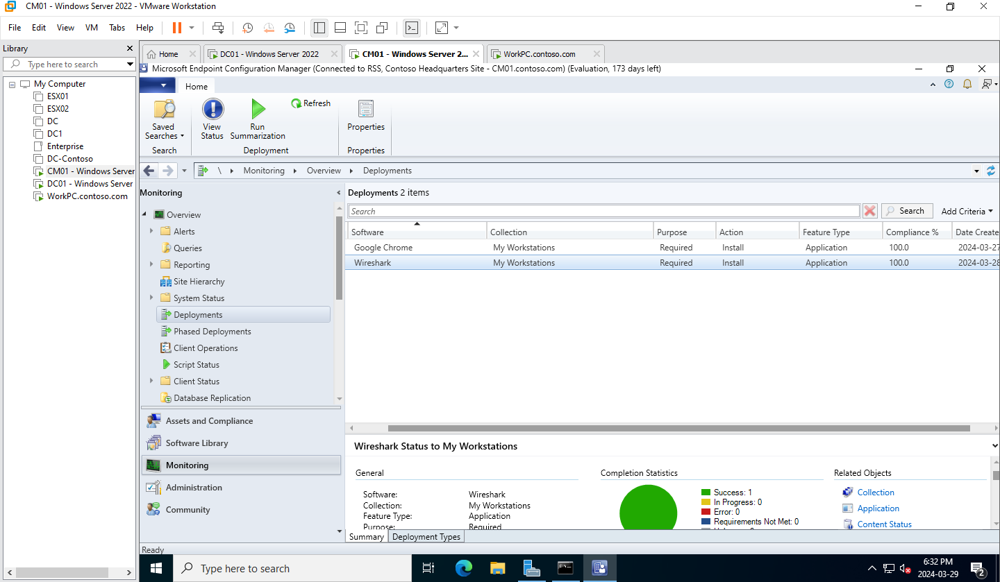 CM01 - Windows Server 2022 - VMware Workstation
File Edit View VM Tabs Help
Library
Type here to search
My Computer
ESX01
ESX02
DC
DC1
Enterprise
DC-Contoso
CM01 - Windows Server
DC01 - Windows Server
WorkPC.contoso.com
Home DC01 - Windows Server 2022 CM01 - Windows Server 2... WorkPC.contoso.com
Microsoft Endpoint Configuration Manager (Connected to RSS, Contoso Headquarters Site - CM01.contoso.com) (Evaluation, 173 days left)
Home
Saved Searches
Search
View Status
Run Summarization
Refresh
Deployment
Properties
Properties
\ Monitoring Overview Deployments
Monitoring
Overview
Alerts
Queries
Reporting
Site Hierarchy
System Status
Deployments
Phased Deployments
Client Operations
Script Status
Client Status
Database Replication
Assets and Compliance
Software Library
Monitoring
Administration
Community
Deployments 2 items
Search
Search Add Criteria
Software Collection Purpose Action Feature Type Compliance % Date Create
Google Chrome My Workstations Required Install Application 100.0 2024-03-27
Wireshark My Workstations Required Install Application 100.0 2024-03-28
Wireshark Status to My Workstations
General
Software: Wireshark
Collection: My Workstations
Feature Type: Application
Purpose: Required
Completion Statistics
Success: 1
In Progress: 0
Error: 0
Requirements Not Met: 0
Related Objects
Collection
Application
Content Status
Summary Deployment Types
Ready
Type here to search
6:32 PM
2024-03-29
2